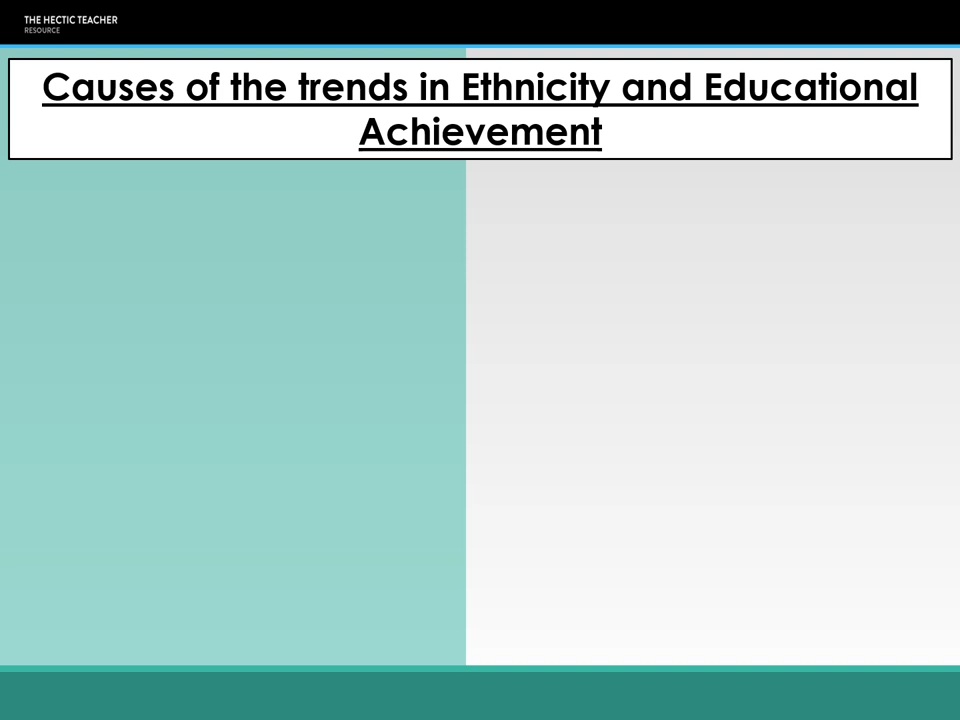 THE HECTIC TEACHER
RESOURCE
Causes of the trends in Ethnicity and Educational
Achievement